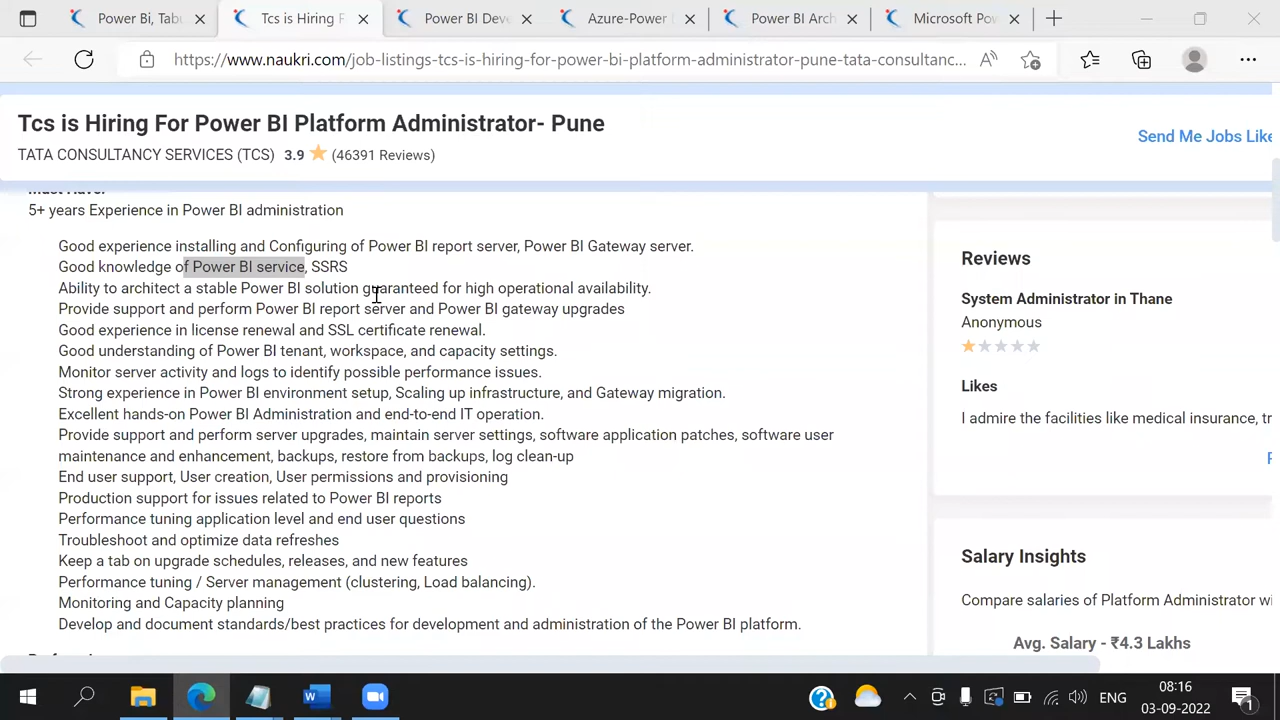 Power Bi, Tabu
Tcs is Hiring F
Power BI Deve
Azure-Power
Power BI Arch
Microsoft Pow
https://www.naukri.com/job-listings-tcs-is-hiring-for-power-bi-platform-administrator-pune-tata-consultanc...
Tcs is Hiring For Power BI Platform Administrator- Pune
Send Me Jobs Like
TATA CONSULTANCY SERVICES (TCS) 3.9 ★ (46391 Reviews)
Must Have:
5+ years Experience in Power BI administration
Good experience installing and Configuring of Power BI report server, Power BI Gateway server.
Good knowledge of Power BI service, SSRS
Ability to architect a stable Power BI solution guaranteed for high operational availability.
Provide support and perform Power BI report server and Power BI gateway upgrades
Good experience in license renewal and SSL certificate renewal.
Good understanding of Power BI tenant, workspace, and capacity settings.
Monitor server activity and logs to identify possible performance issues.
Strong experience in Power BI environment setup, Scaling up infrastructure, and Gateway migration.
Excellent hands-on Power BI Administration and end-to-end IT operation.
Provide support and perform server upgrades, maintain server settings, software application patches, software user
maintenance and enhancement, backups, restore from backups, log clean-up
End user support, User creation, User permissions and provisioning
Production support for issues related to Power BI reports
Performance tuning application level and end user questions
Troubleshoot and optimize data refreshes
Keep a tab on upgrade schedules, releases, and new features
Performance tuning / Server management (clustering, Load balancing).
Monitoring and Capacity planning
Develop and document standards/best practices for development and administration of the Power BI platform.
Reviews
System Administrator in Thane
Anonymous
Likes
I admire the facilities like medical insurance, tr
Salary Insights
Compare salaries of Platform Administrator wi
Avg. Salary - ₹4.3 Lakhs
ENG
08:16
03-09-2022
1